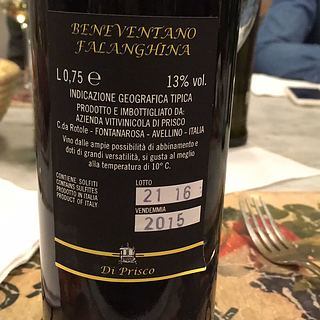 BENEVENTANO
FALANGHINA
L 0,75 e 13% vol.
INDICAZIONE GEOGRAFICA TIPICA
PRODOTTO E IMBOTTIGLIATO DA:
AZIENDA VITIVINICOLA DI PRISCO
C.da Rotole - FONTANAROSA - AVELLINO - ITALIA
Vino dalle ampie possibilità di abbinamento e
doti di grandi versatilità, si gusta al meglio
alla temperatura di 10° C.
CONTIENE SOLFITI
CONTAINS SULFITES
PRODOTTO IN ITALIA
PRODUCT OF ITALY
LOTTO
21 16
VENDEMMIA
2015
Di Prisco